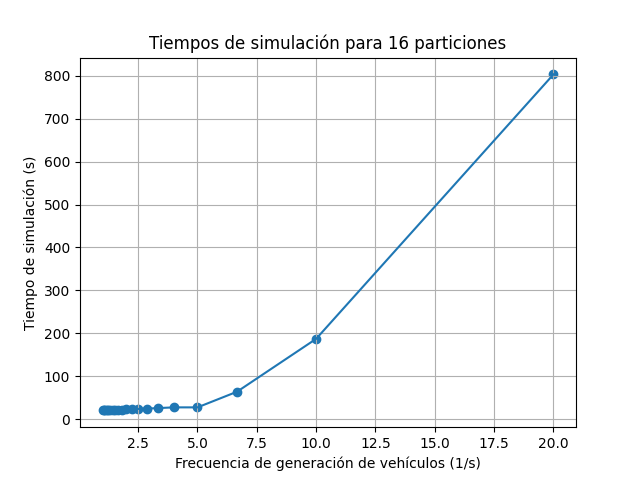 Tiempos de simulación para 16 particiones
800
700
600
500
400
300
200
100
0
Tiempo de simulación (s)
2.5 5.0 7.5 10.0 12.5 15.0 17.5 20.0
Frecuencia de generación de vehículos (1/s)